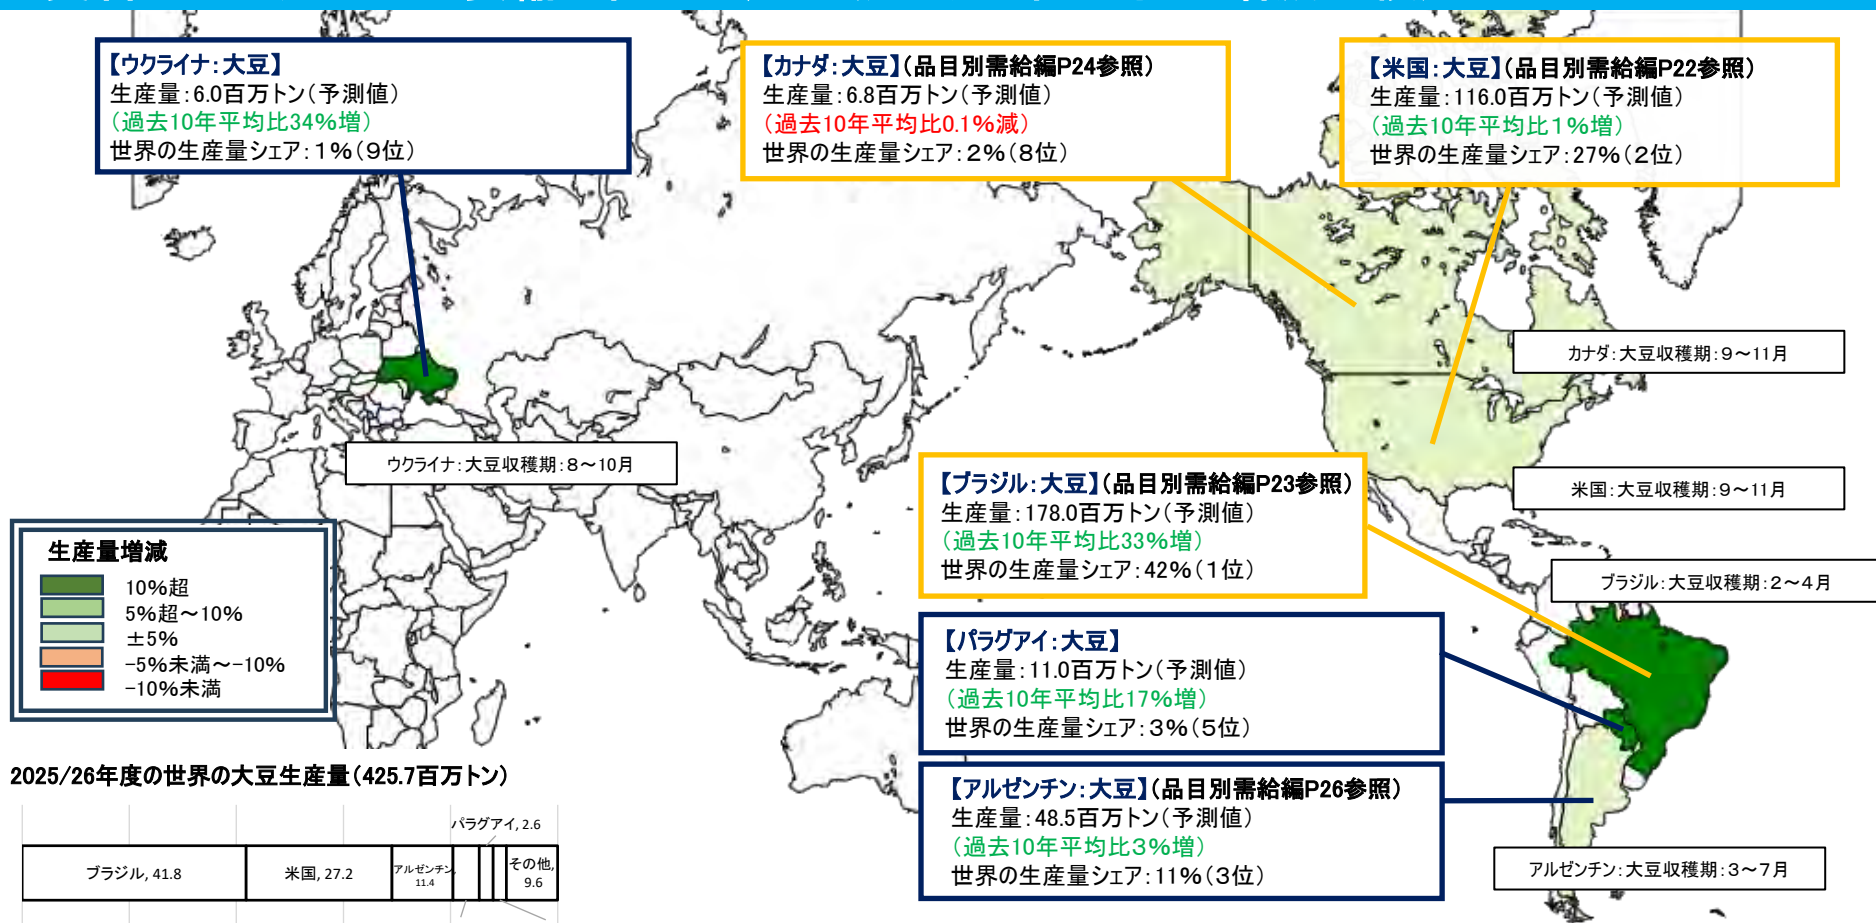 【ウクライナ:大豆】
生産量:6.0百万トン(予測値)
(過去10年平均比34%増)
世界の生産量シェア:1%(9位)
【カナダ:大豆】(品目別需給編P24参照)
生産量:6.8百万トン(予測値)
(過去10年平均比0.1%減)
世界の生産量シェア:2%(8位)
【米国:大豆】(品目別需給編P22参照)
生産量:116.0百万トン(予測値)
(過去10年平均比1%増)
世界の生産量シェア:27%(2位)
カナダ:大豆収穫期:9~11月
ウクライナ:大豆収穫期:8~10月
米国:大豆収穫期:9~11月
【ブラジル:大豆】(品目別需給編P23参照)
生産量:178.0百万トン(予測値)
(過去10年平均比33%増)
世界の生産量シェア:42%(1位)
ブラジル:大豆収穫期:2~4月
生産量増減
10%超
5%超~10%
±5%
-5%未満~-10%
-10%未満
【パラグアイ:大豆】
生産量:11.0百万トン(予測値)
(過去10年平均比17%増)
世界の生産量シェア:3%(5位)
【アルゼンチン:大豆】(品目別需給編P26参照)
生産量:48.5百万トン(予測値)
(過去10年平均比3%増)
世界の生産量シェア:11%(3位)
アルゼンチン:大豆収穫期:3~7月
2025/26年度の世界の大豆生産量(425.7百万トン)
パラグアイ, 2.6
ブラジル, 41.8
米国, 27.2
アルゼンチン,
11.4
その他,
9.6